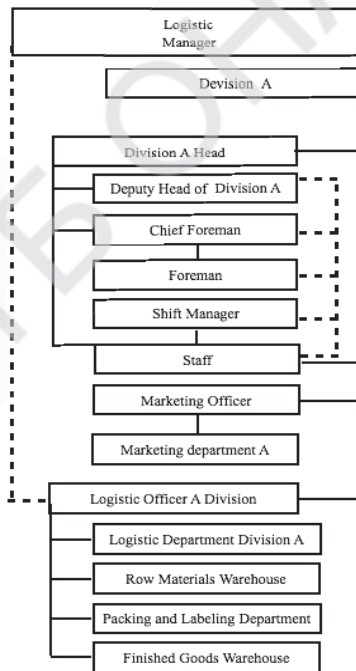 Logistic
Manager
Devision A
Division A Head
Deputy Head of Division A
Chief Foreman
Foreman
Shift Manager
Staff
Marketing Officer
Marketing department A
Logistic Officer A Division
Logistic Department Division A
Row Materials Warehouse
Packing and Labeling Department
Finished Goods Warehouse